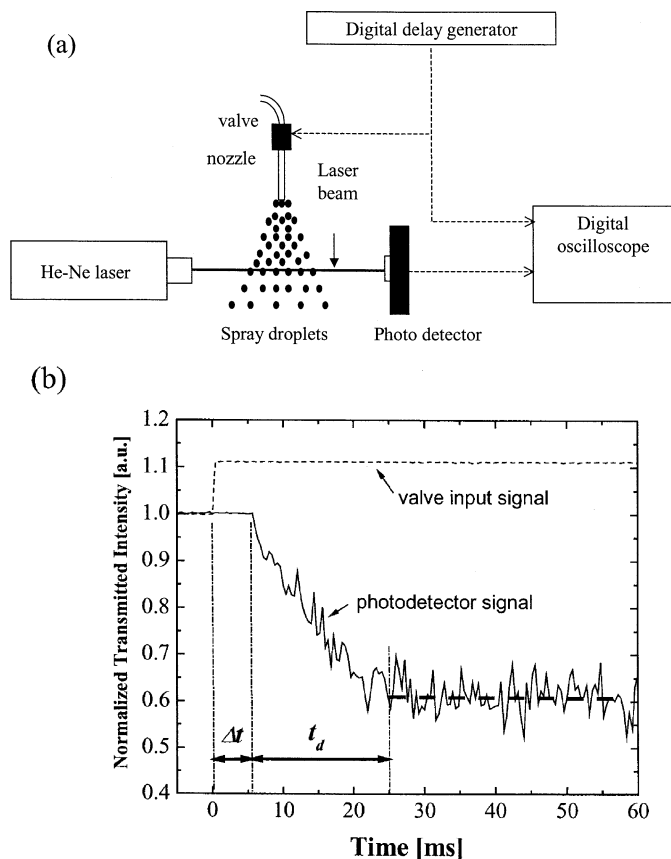 (a)
Digital delay generator
valve
nozzle
Laser
beam
Digital
oscilloscope
He-Ne laser
Spray droplets
Photo detector
(b)
Normalized Transmitted Intensity [a.u.]
1.2
1.1
1.0
0.9
0.8
0.7
0.6
0.5
0.4
valve input signal
photodetector signal
Δt
t_d
0
10
20
30
40
50
60
Time [ms]